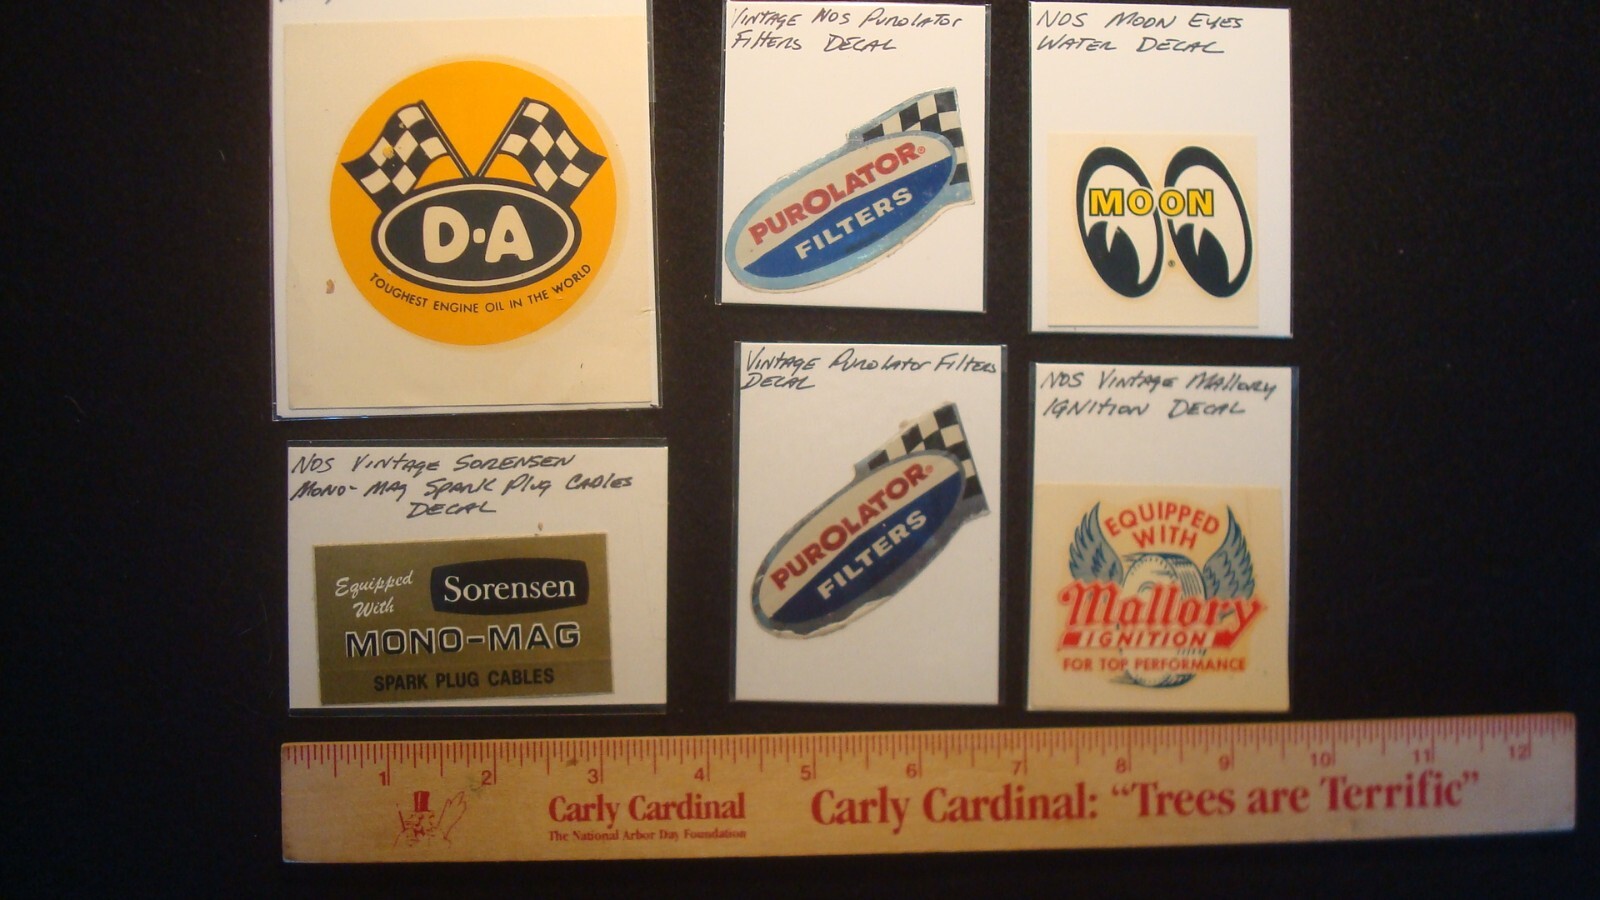 D-A
TOUGHEST ENGINE OIL IN THE WORLD
VINTAGE NOS PUROLATOR
FILTERS DECAL
PUROLATOR®
FILTERS
NOS MOON EYES
WATER DECAL
MOON
®
NOS VINTAGE SORENSEN
MONO-MAG SPARK PLUG CABLES
DECAL
Equipped
With
Sorensen
MONO-MAG
SPARK PLUG CABLES
VINTAGE PUROLATOR FILTERS
DECAL
PUROLATOR®
FILTERS
NOS VINTAGE MALLORY
IGNITION DECAL
EQUIPPED
WITH
Mallory
IGNITION
FOR TOP PERFORMANCE
1 2 3 4 5 6 7 8 9 10 11 12
Carly Cardinal
The National Arbor Day Foundation
Carly Cardinal: “Trees are Terrific”